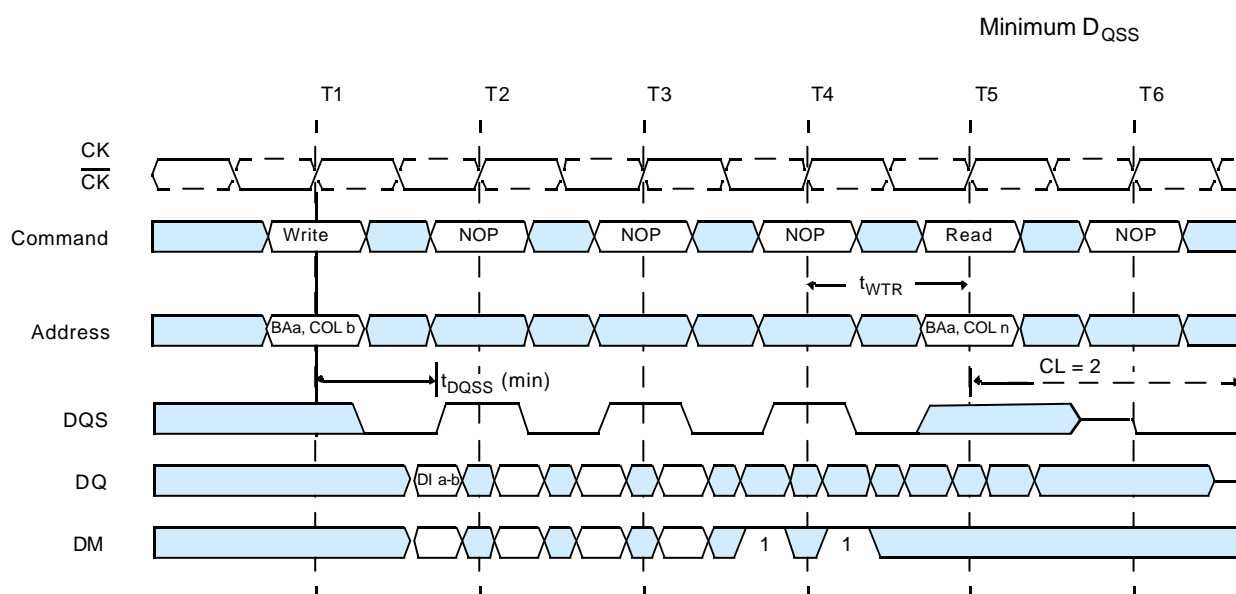 Minimum DQSS
T1 T2 T3 T4 T5 T6
CK
CK
Command Write NOP NOP NOP Read NOP
tWTR
Address BAa, COL b BAa, COL n
tDQSS (min) CL = 2
DQS
DQ DI a-b
DM 1 1